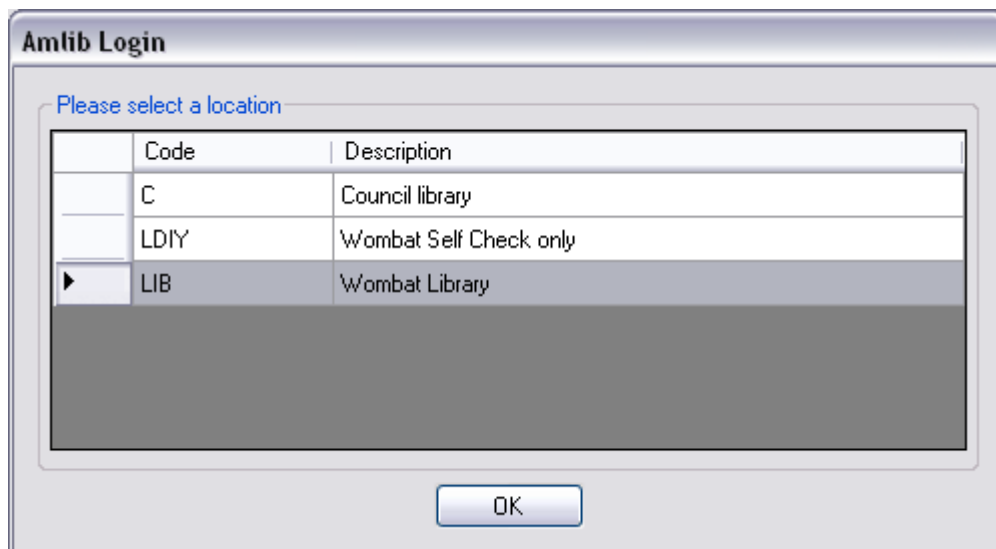 Amlib Login
Please select a location
Code Description
C Council library
LDIY Wombat Self Check only
LIB Wombat Library
OK